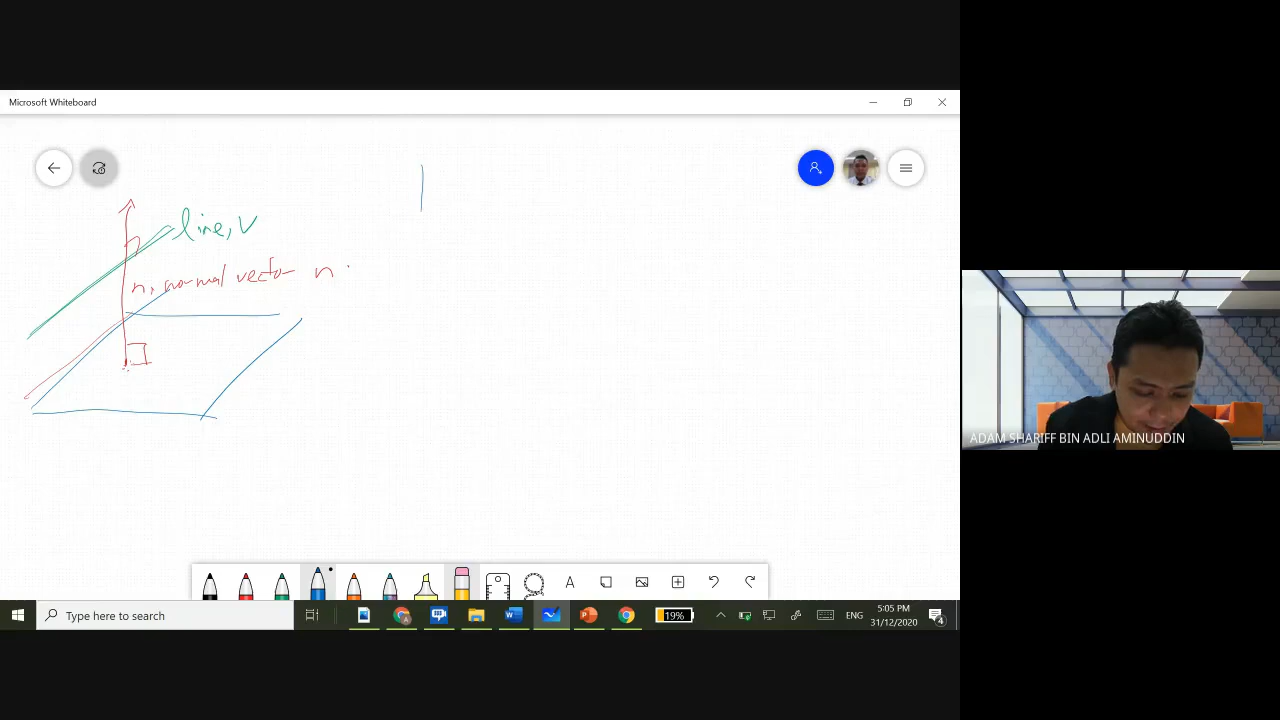 Microsoft Whiteboard
line, v
n, normal vector n
ADAM SHARIFF BIN ADLI AMINUDDIN
A
Type here to search
19%
ENG
5:05 PM
31/12/2020
4